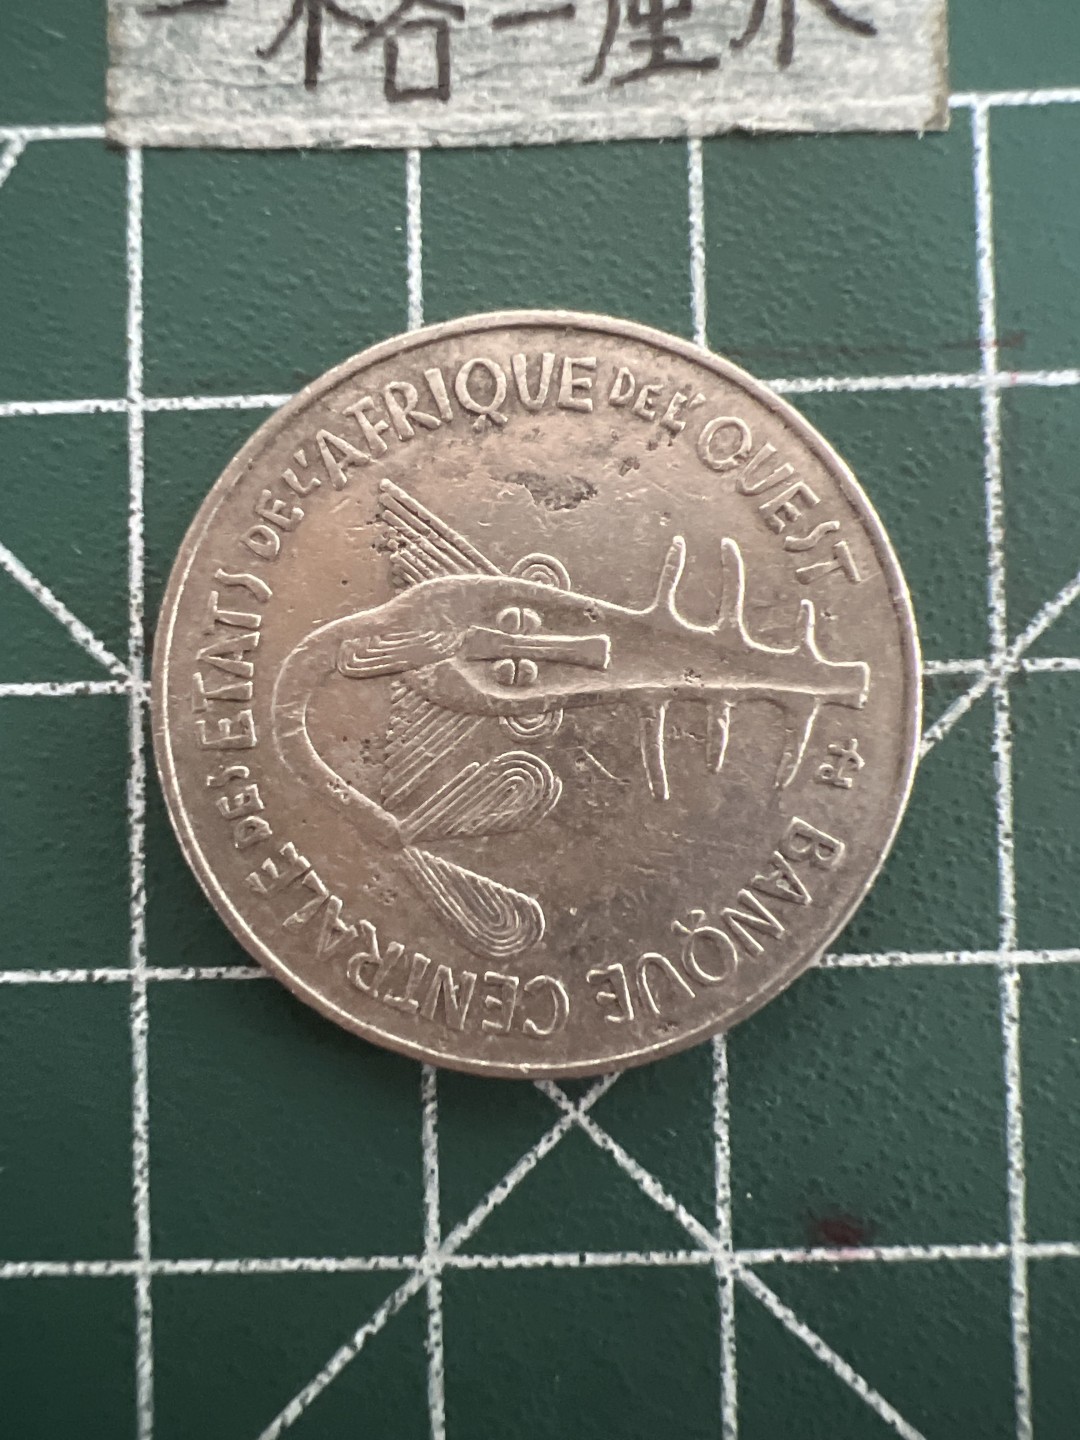 一格一厘米
BANQUE CENTRALE DES ETATS DE L'AFRIQUE DE L'OUEST